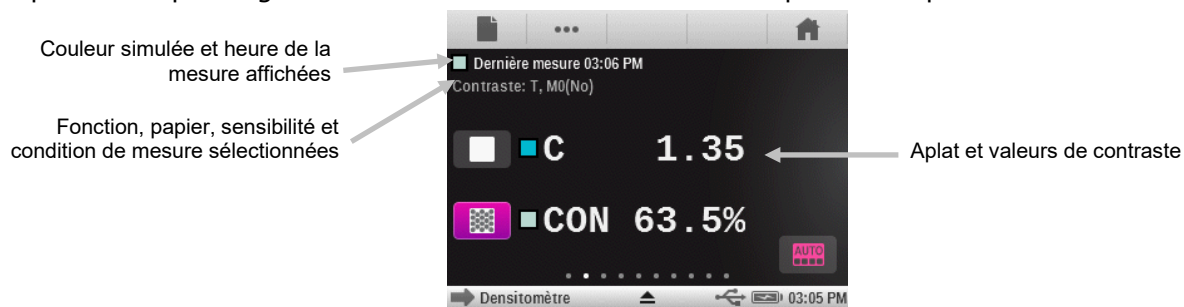 Couleur simulée et heure de la
mesure affichées
Fonction, papier, sensibilité et
condition de mesure sélectionnées
Dernière mesure 03:06 PM
Contraste: T, M0(No)
C 1.35
CON 63.5%
AUTO
Densitomètre 03:05 PM
Aplat et valeurs de contraste